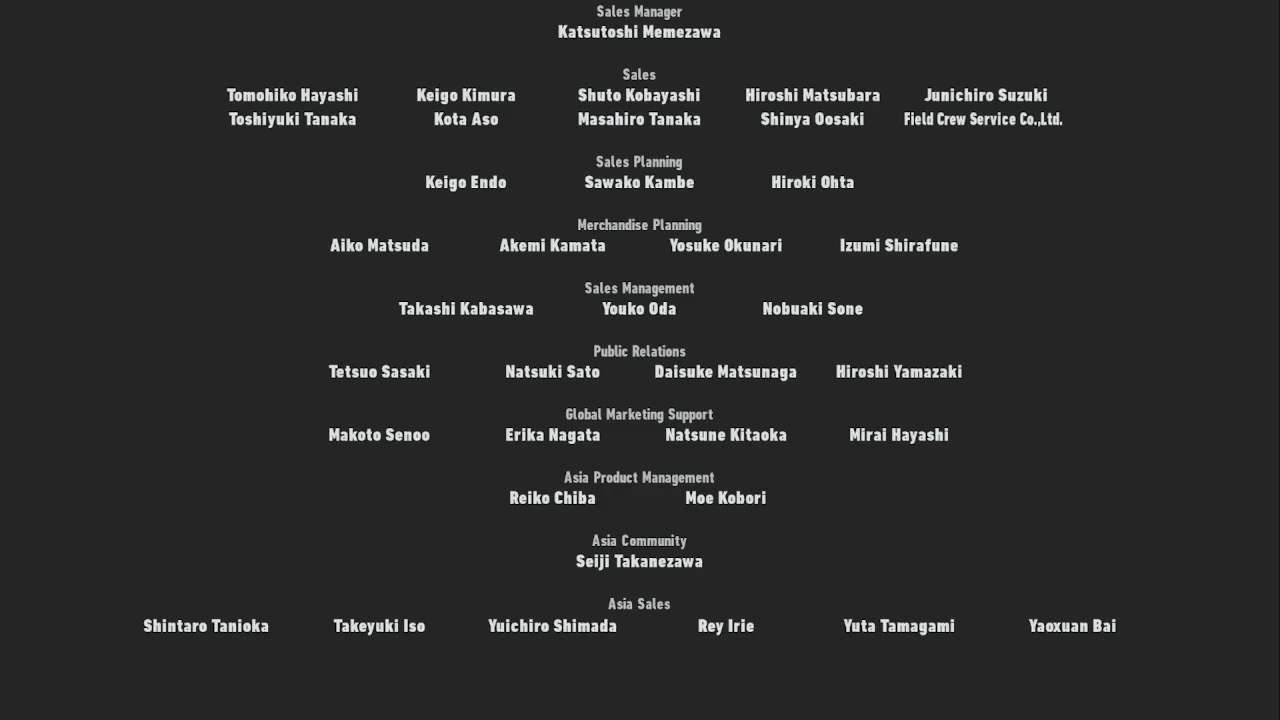 Sales Manager
Katsutoshi Memezawa
Sales
Tomohiko Hayashi Keigo Kimura Shuto Kobayashi Hiroshi Matsubara Junichiro Suzuki
Toshiyuki Tanaka Kota Aso Masahiro Tanaka Shinya Oosaki Field Crew Service Co.,Ltd.
Sales Planning
Keigo Endo Sawako Kambe Hiroki Ohta
Merchandise Planning
Aiko Matsuda Akemi Kamata Yosuke Okunari Izumi Shirafune
Sales Management
Takashi Kabasawa Youko Oda Nobuaki Sone
Public Relations
Tetsuo Sasaki Natsuki Sato Daisuke Matsunaga Hiroshi Yamazaki
Global Marketing Support
Makoto Senoo Erika Nagata Natsune Kitaoka Mirai Hayashi
Asia Product Management
Reiko Chiba Moe Kobori
Asia Community
Seiji Takanezawa
Asia Sales
Shintaro Tanioka Takeyuki Iso Yuichiro Shimada Rey Irie Yuta Tamagami Yaoxuan Bai